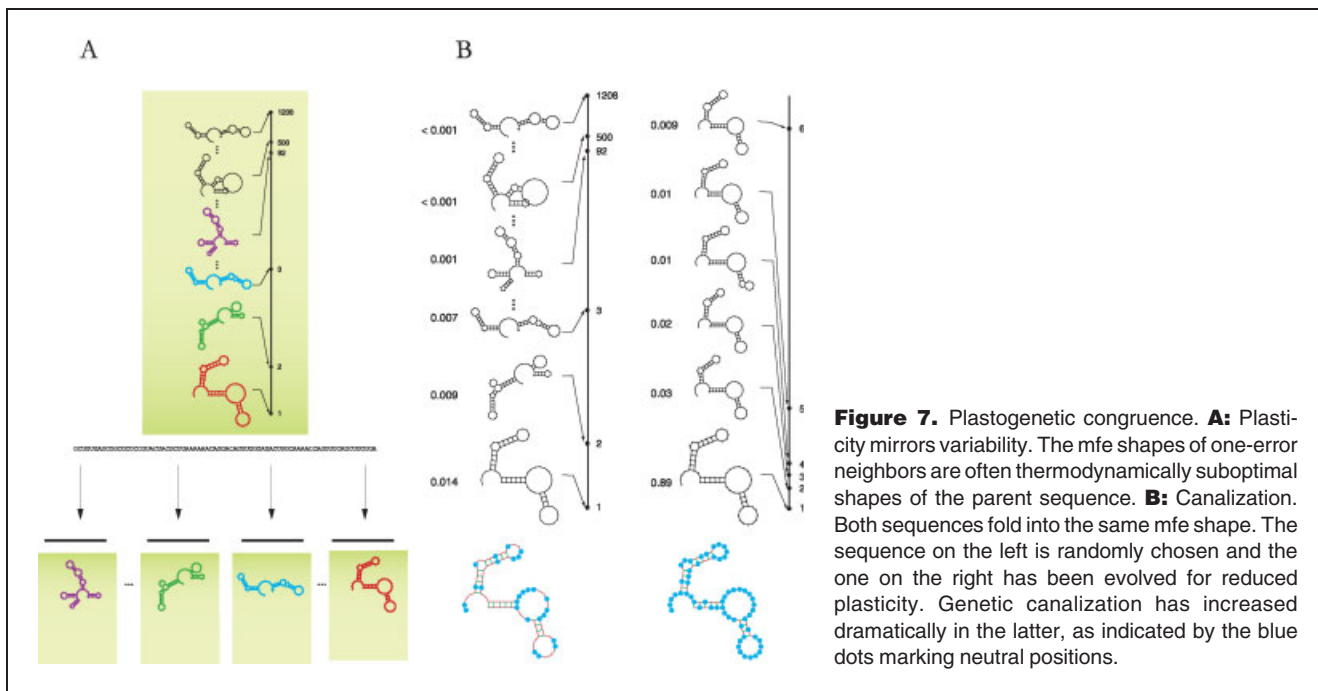 A
B
1208
500
92
3
2
1
< 0.001
< 0.001
0.001
0.007
0.009
0.014
1208
500
92
3
2
1
0.009
0.01
0.01
0.02
0.03
0.89
6
5
4
3
2
1
Figure 7. Plastogenetic congruence. A: Plasti-
city mirrors variability. The mfe shapes of one-error
neighbors are often thermodynamically suboptimal
shapes of the parent sequence. B: Canalization.
Both sequences fold into the same mfe shape. The
sequence on the left is randomly chosen and the
one on the right has been evolved for reduced
plasticity. Genetic canalization has increased
dramatically in the latter, as indicated by the blue
dots marking neutral positions.